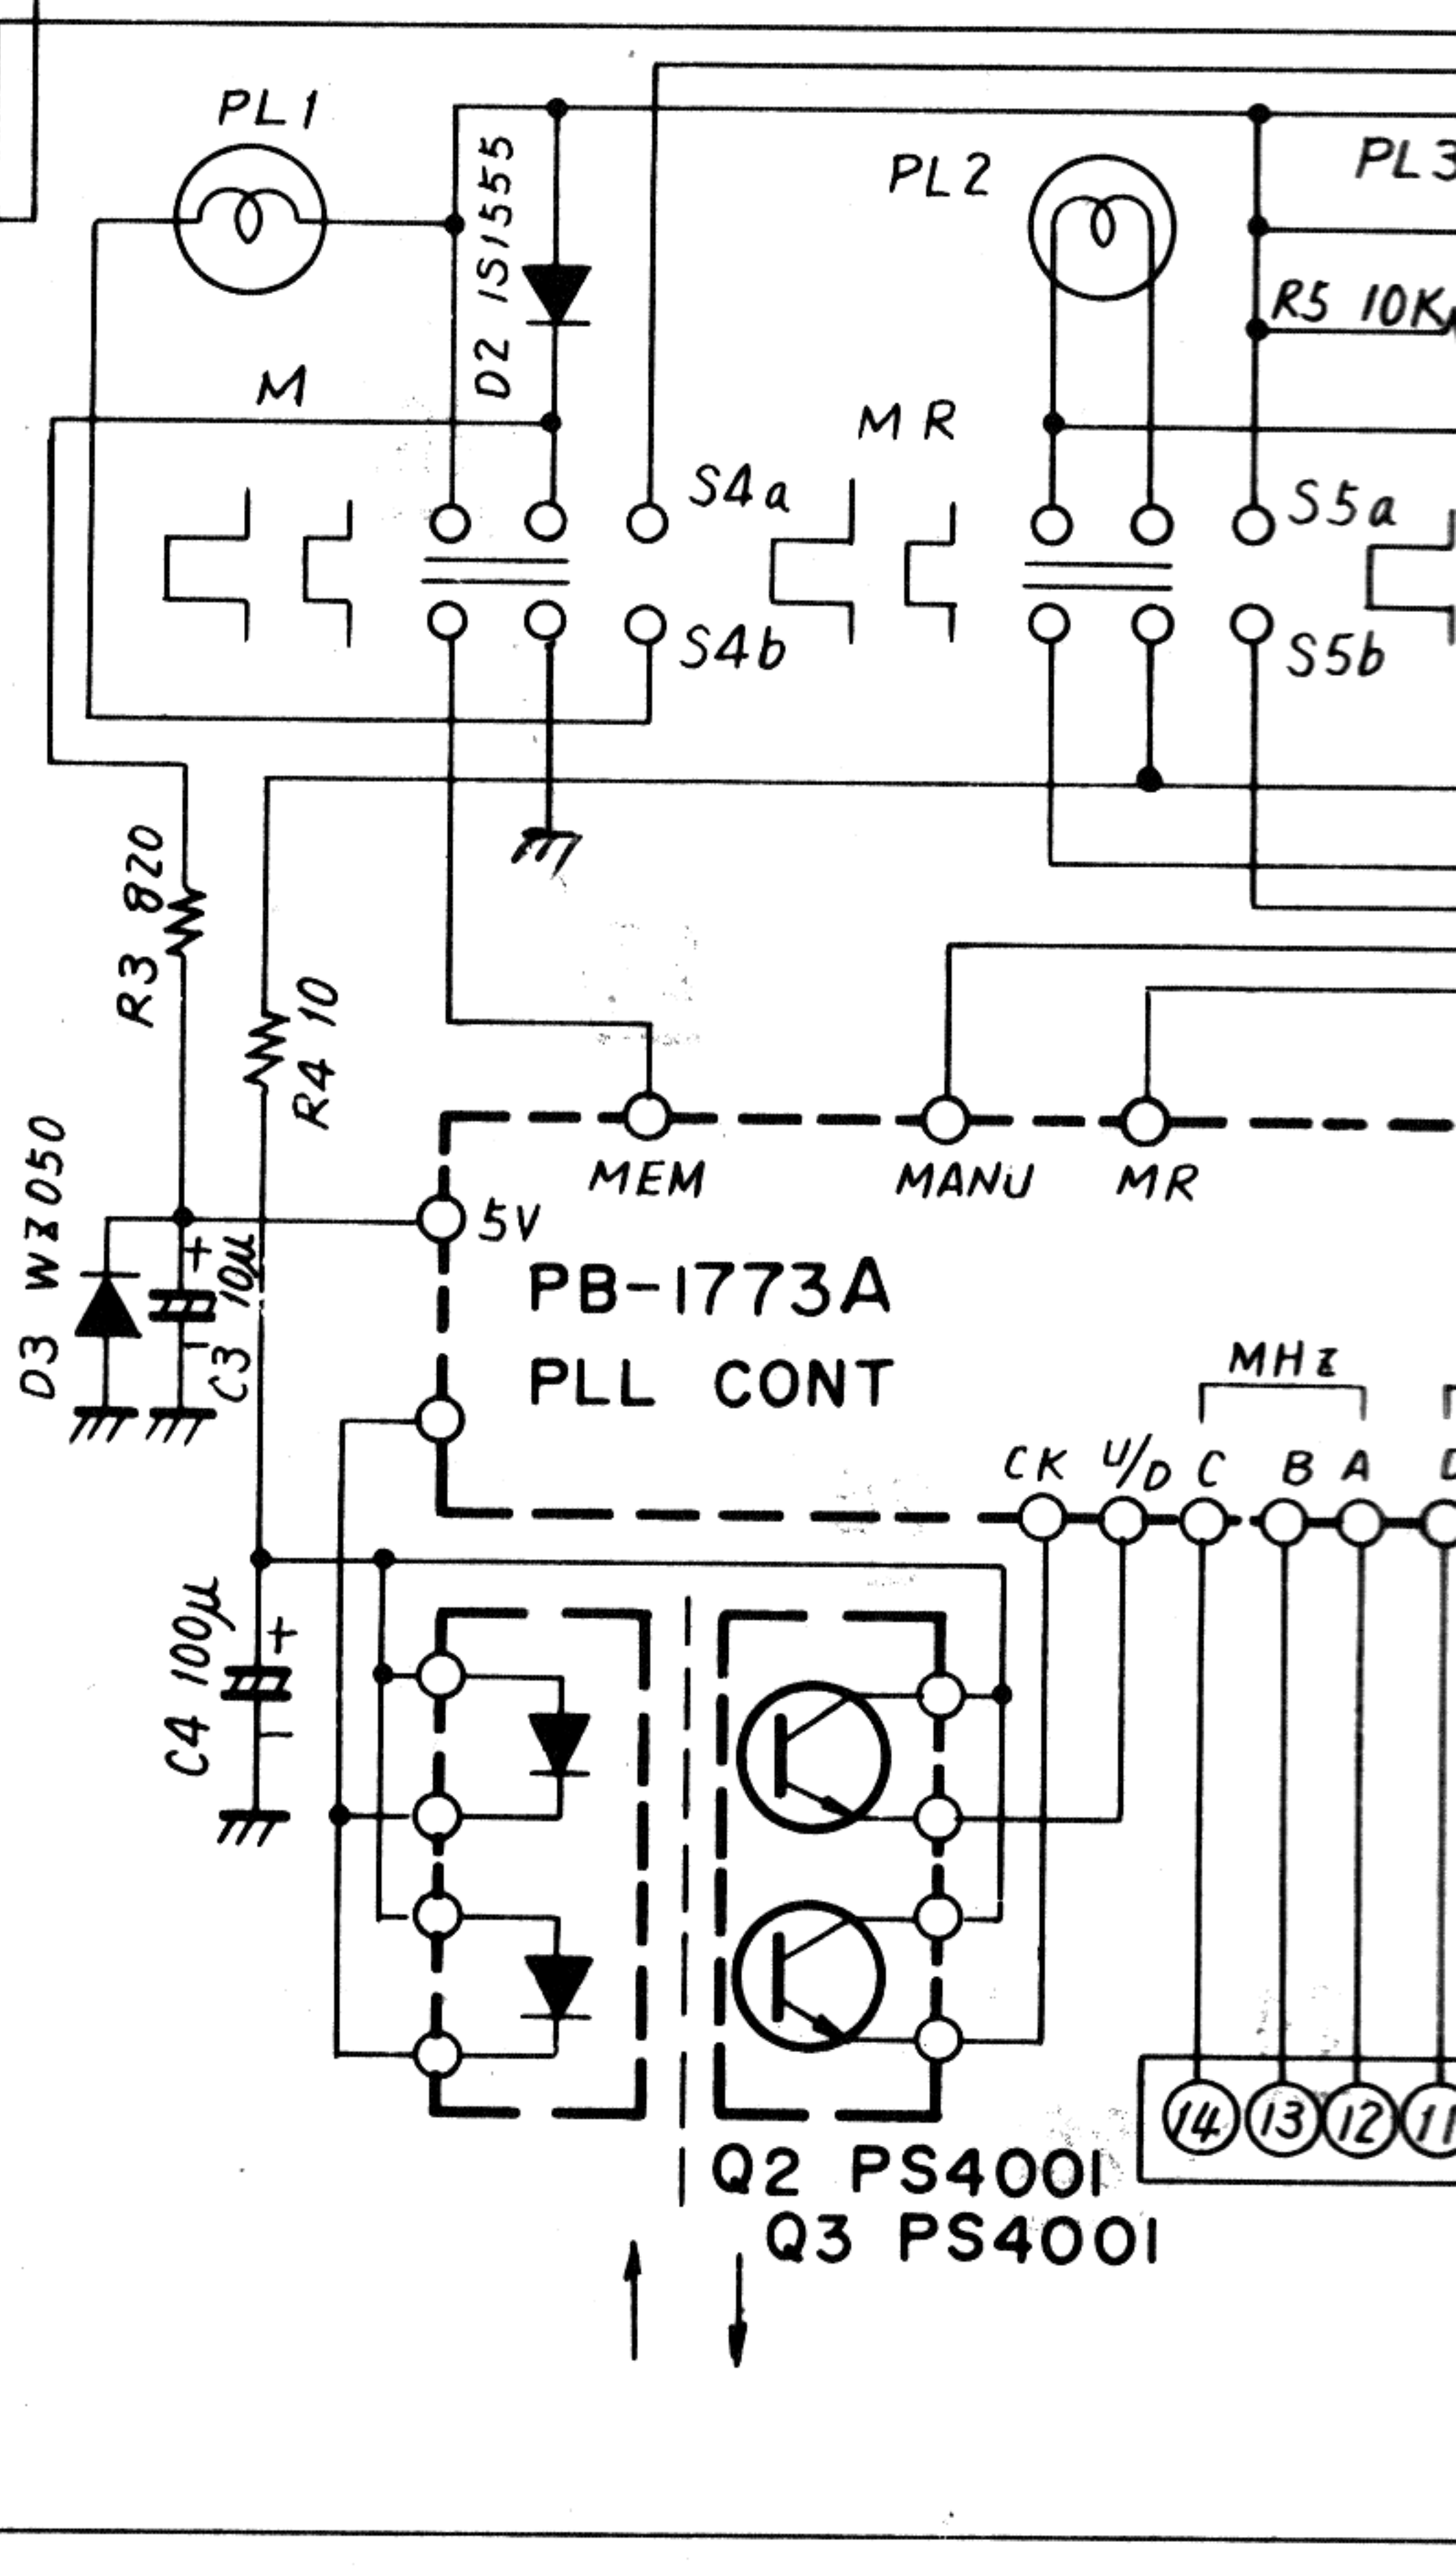 PL1
D2 1S1555
PL2
PL3
R5 10K
M
MR
S4a
S5a
S4b
S5b
R3 820
R4 10
MEM
MANU
MR
D3 WZ050
5V
+
C3 10μ
−
PB-1773A
PLL CONT
MHz
CK
U/D
C
B
A
C4 100μ
+
−
14
13
12
11
Q2 PS4001
Q3 PS4001